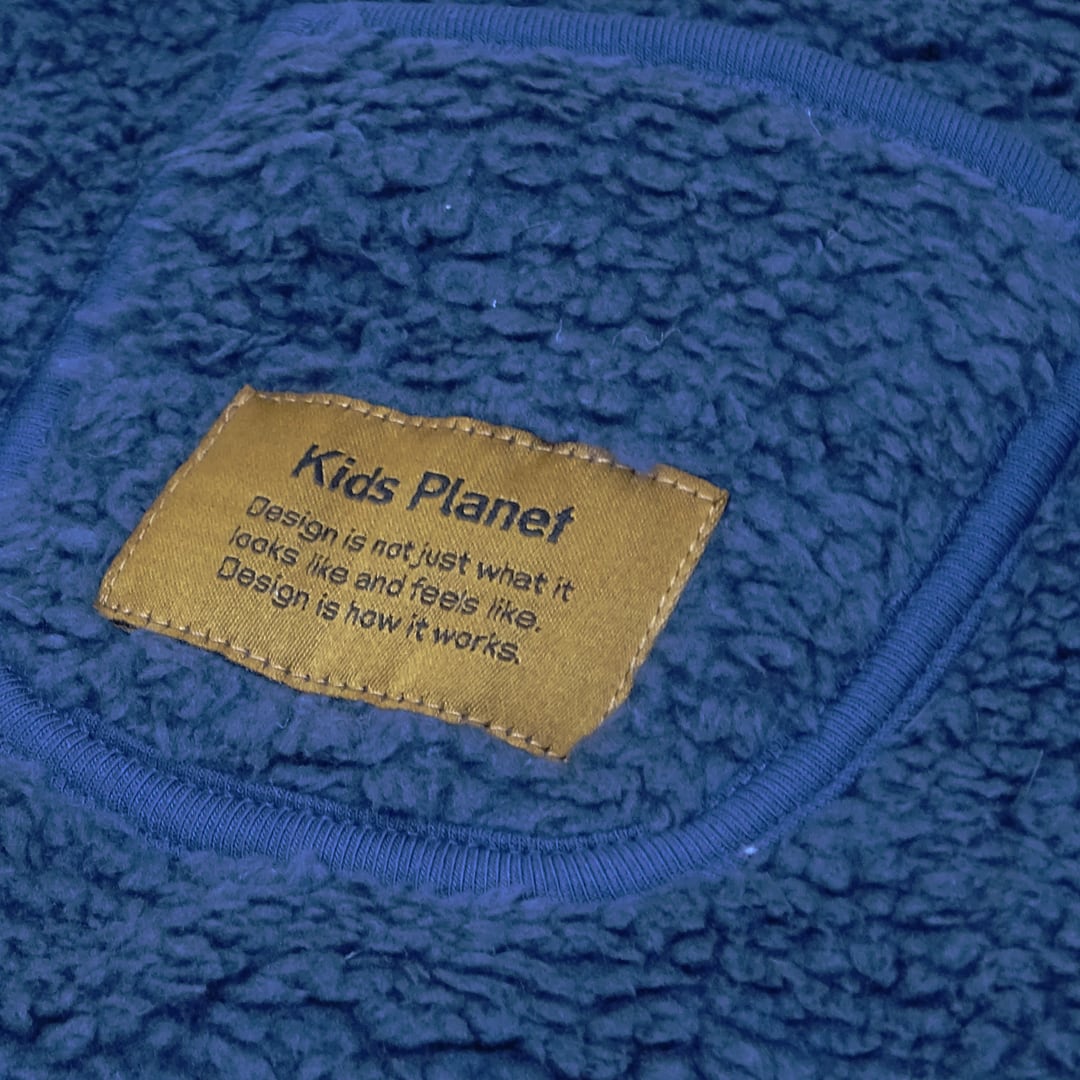 Kids Planet
Design is not just what it
looks like and feels like.
Design is how it works.